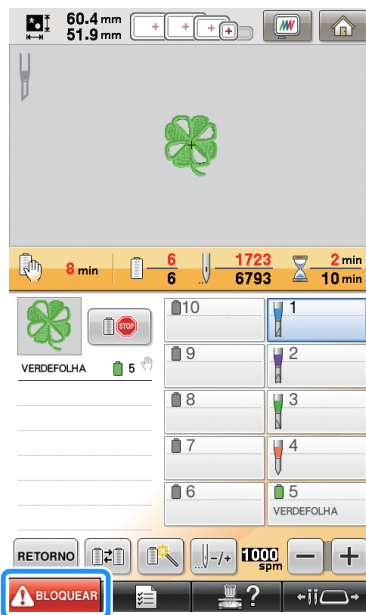 60.4 mm
51.9 mm
8 min
6
6
1723
6793
2 min
10 min
STOP
VERDEFOLHA 5
10
1
9
2
8
3
7
4
6
5
VERDEFOLHA
RETORNO
-/+
1000
spm
BLOQUEAR
?